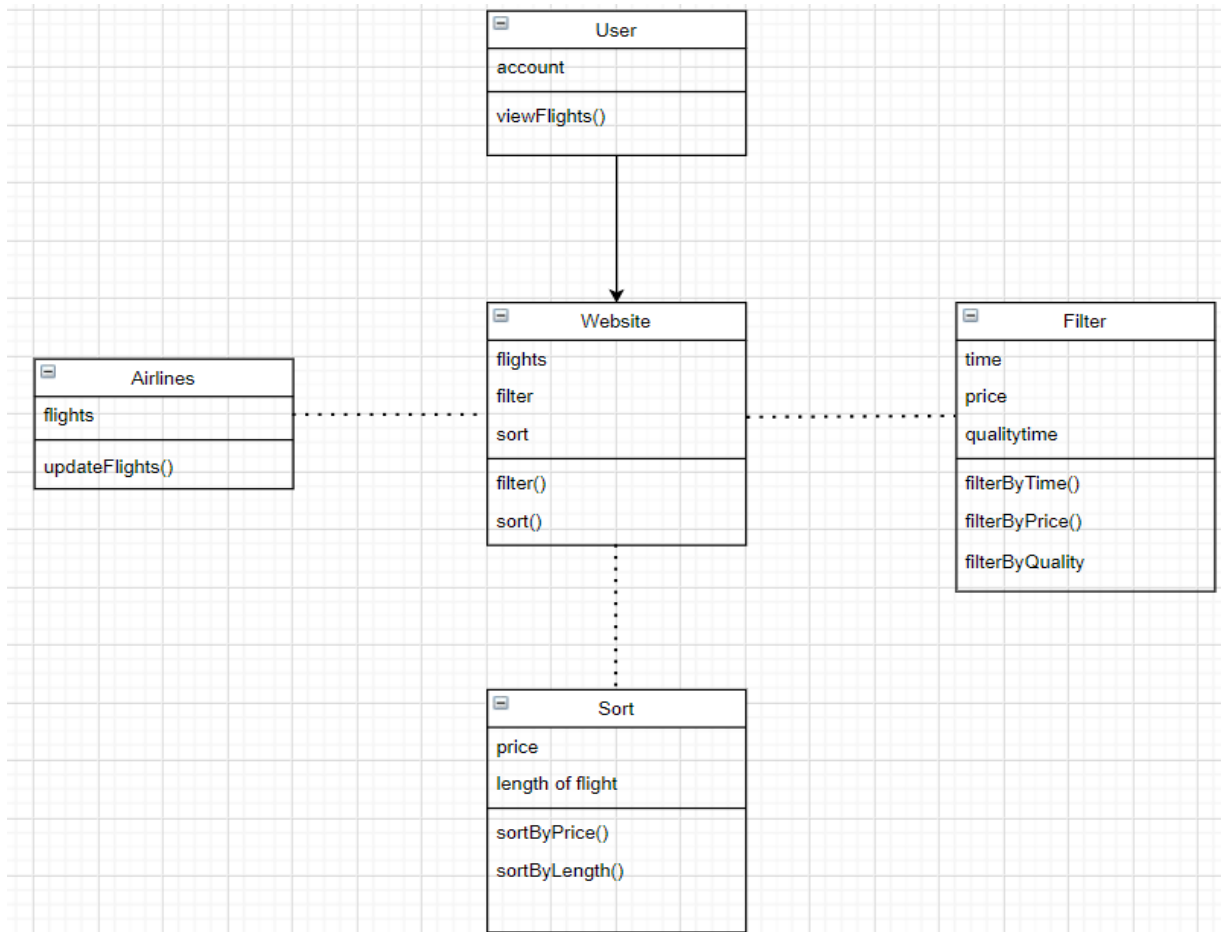 User
account
viewFlights()
Website
flights
filter
sort
filter()
sort()
Airlines
flights
updateFlights()
Filter
time
price
qualitytime
filterByTime()
filterByPrice()
filterByQuality
Sort
price
length of flight
sortByPrice()
sortByLength()